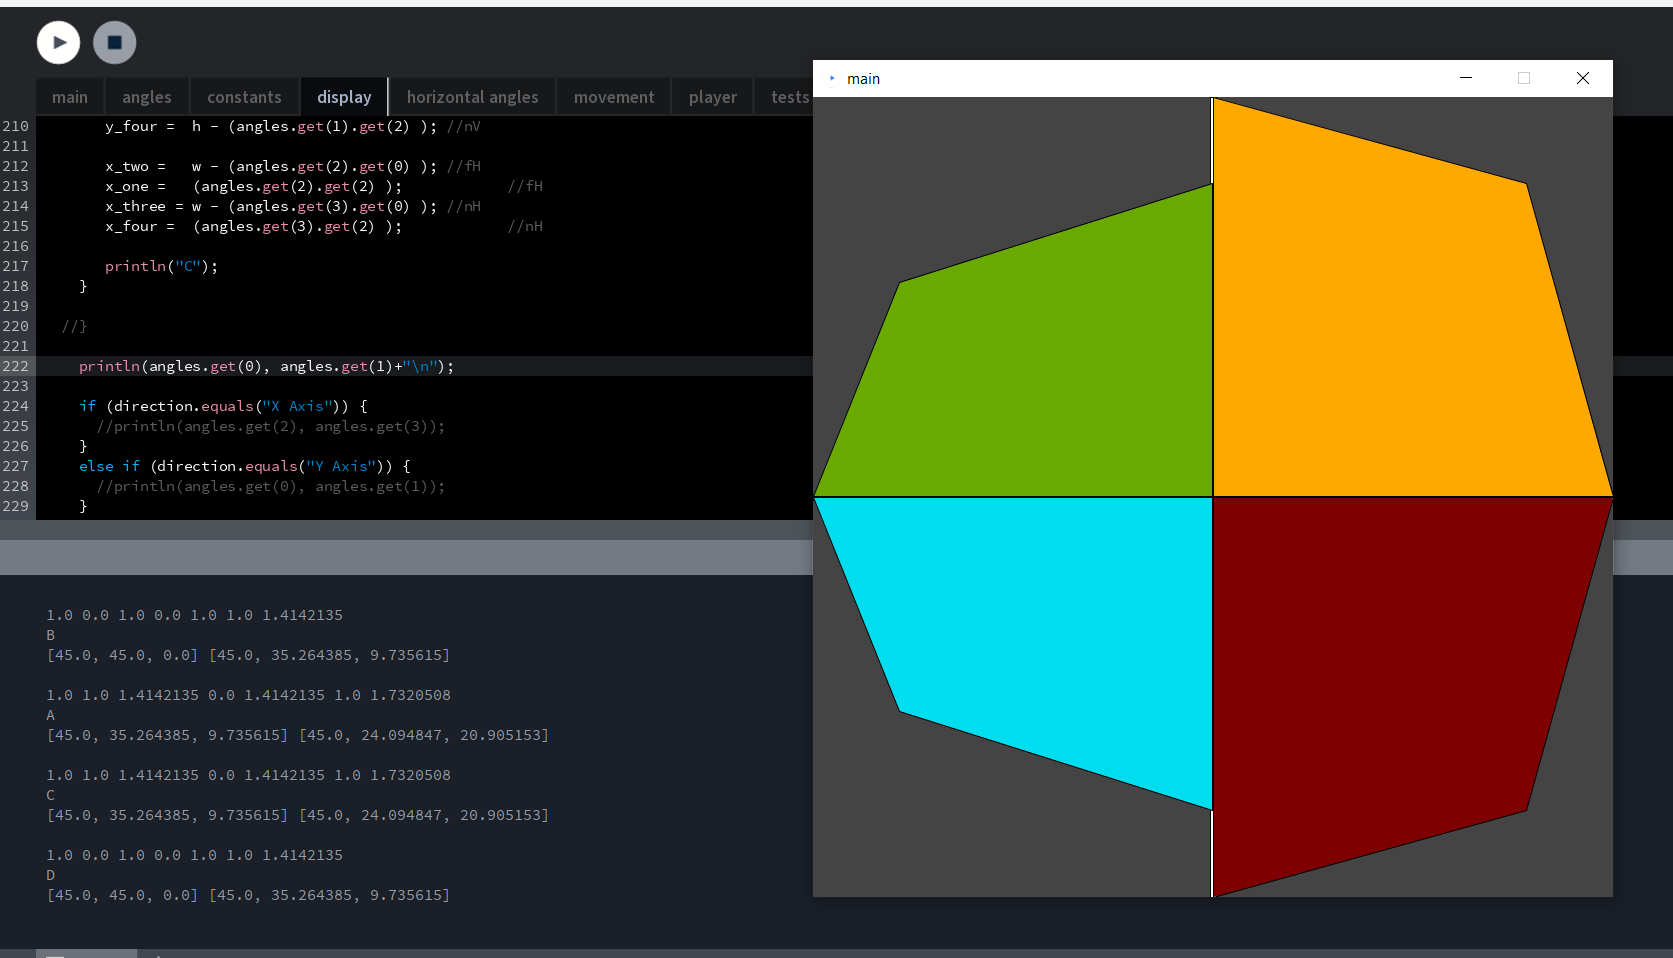 main angles constants display horizontal angles movement player tests
210 y_four = h - (angles.get(1).get(2) ); //nV
211
212 x_two = w - (angles.get(2).get(0) ); //fH
213 x_one = (angles.get(2).get(2) ); //fH
214 x_three = w - (angles.get(3).get(0) ); //nH
215 x_four = (angles.get(3).get(2) ); //nH
216
217 println("C");
218 }
219
220 //}
221
222 println(angles.get(0), angles.get(1)+"\n");
223
224 if (direction.equals("X Axis")) {
225 //println(angles.get(2), angles.get(3));
226 }
227 else if (direction.equals("Y Axis")) {
228 //println(angles.get(0), angles.get(1));
229 }
1.0 0.0 1.0 0.0 1.0 1.0 1.4142135
B
[45.0, 45.0, 0.0] [45.0, 35.264385, 9.735615]
1.0 1.0 1.4142135 0.0 1.4142135 1.0 1.7320508
A
[45.0, 35.264385, 9.735615] [45.0, 24.094847, 20.905153]
1.0 1.0 1.4142135 0.0 1.4142135 1.0 1.7320508
C
[45.0, 35.264385, 9.735615] [45.0, 24.094847, 20.905153]
1.0 0.0 1.0 0.0 1.0 1.0 1.4142135
D
[45.0, 45.0, 0.0] [45.0, 35.264385, 9.735615]
main